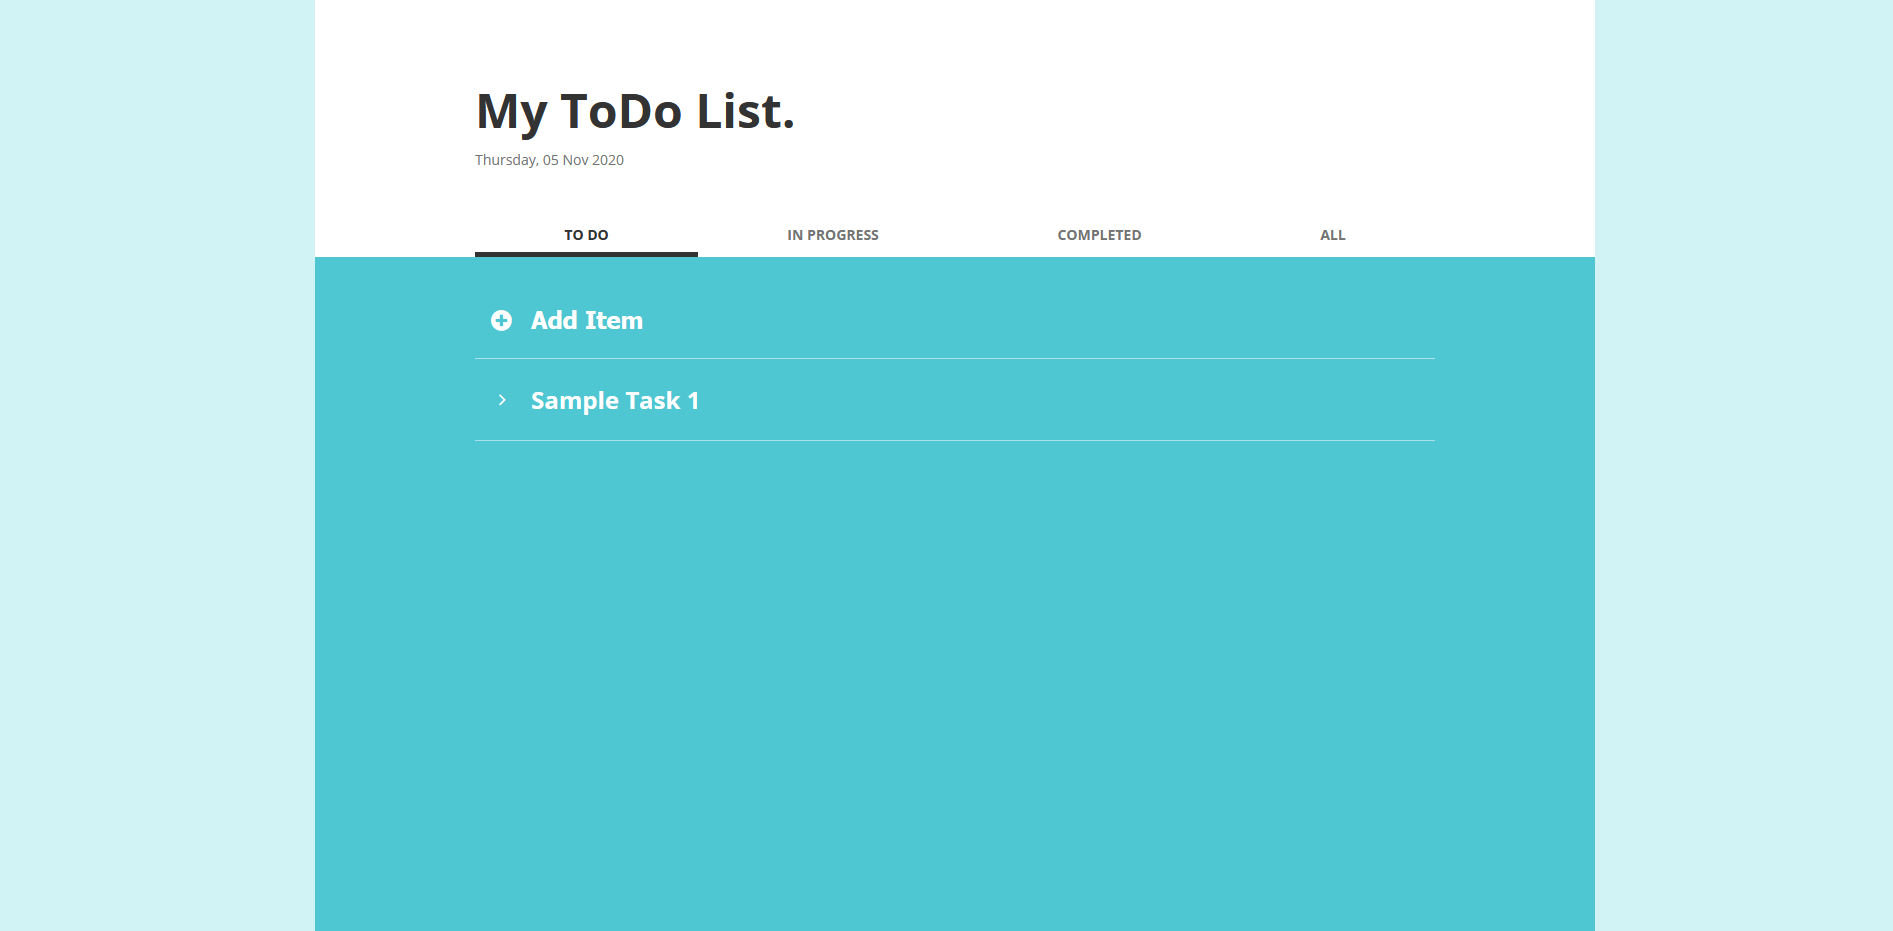 My ToDo List.
Thursday, 05 Nov 2020
TO DO IN PROGRESS COMPLETED ALL
Add Item
Sample Task 1